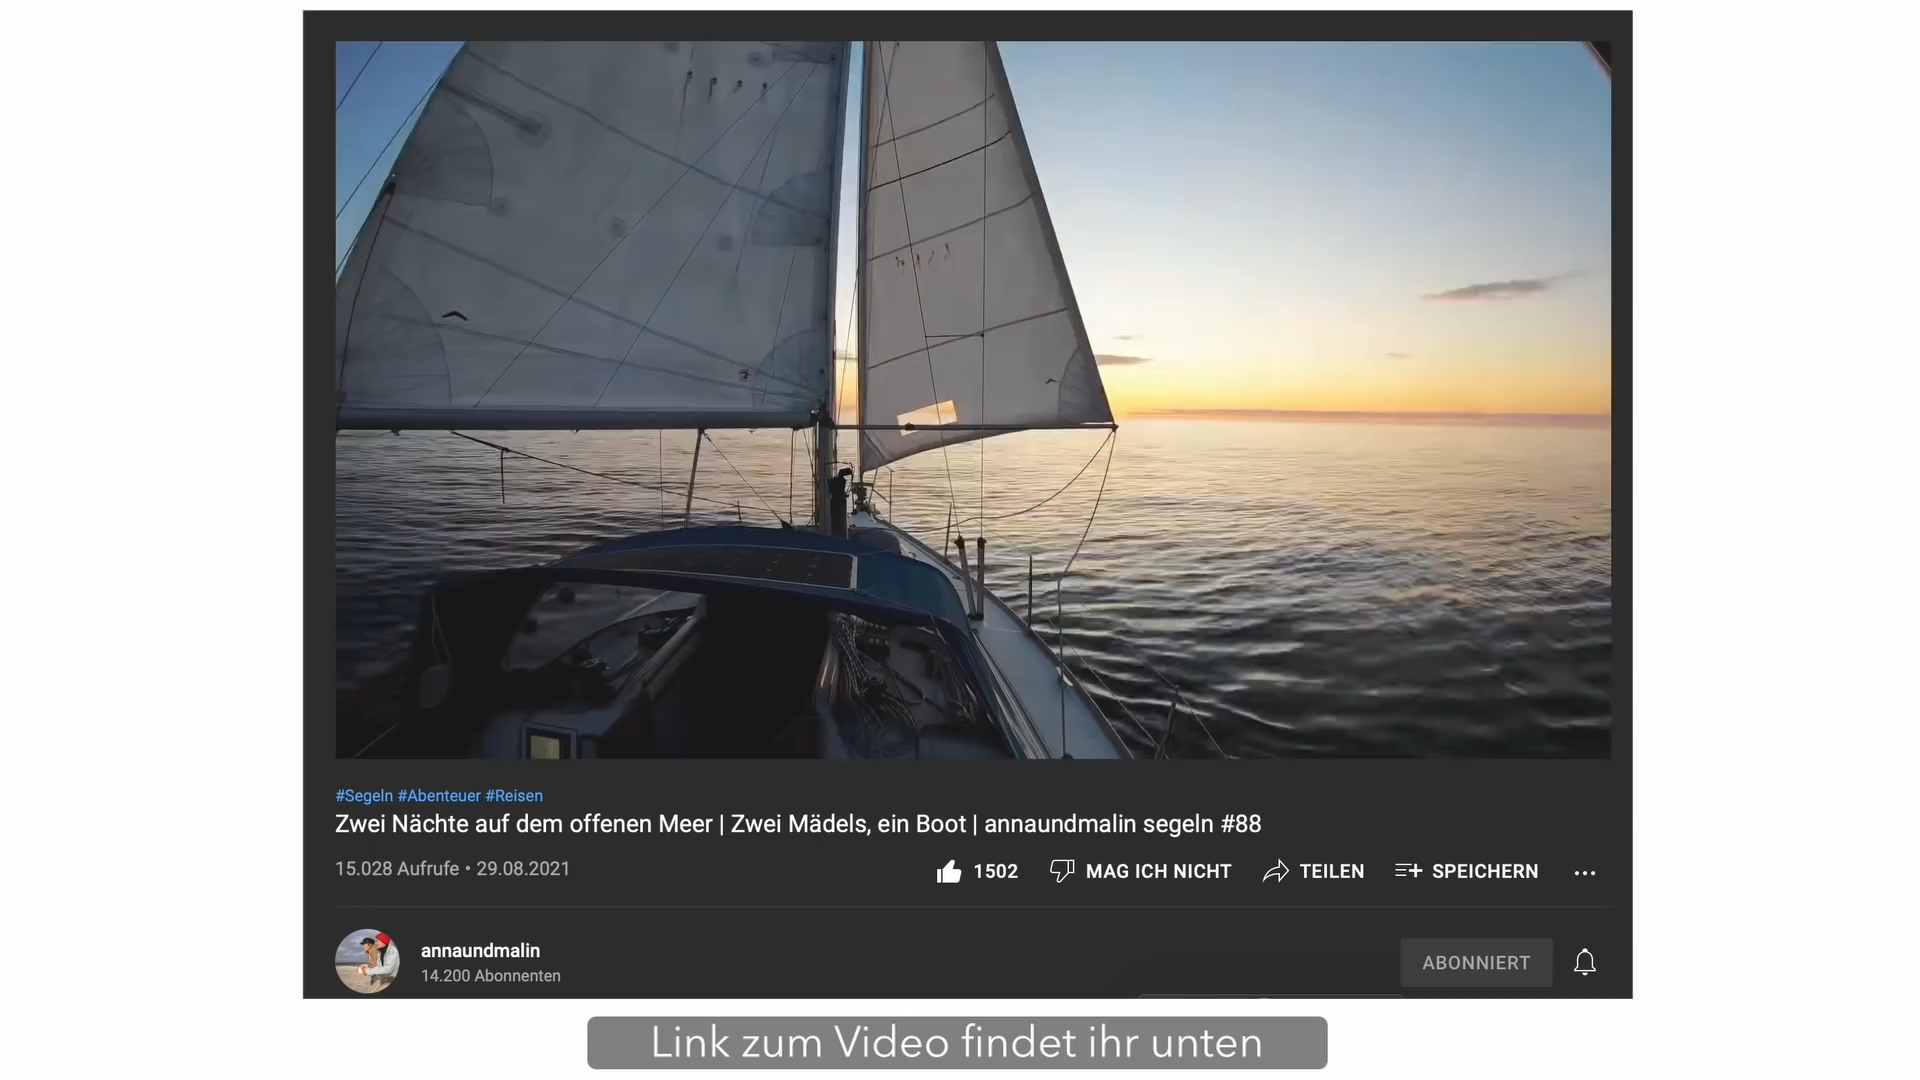 #Segeln #Abenteuer #Reisen
Zwei Nächte auf dem offenen Meer | Zwei Mädels, ein Boot | annaundmalin segeln #88
15.028 Aufrufe • 29.08.2021
1502 MAG ICH NICHT TEILEN SPEICHERN
annaundmalin
14.200 Abonnenten
ABONNIERT
Link zum Video findet ihr unten